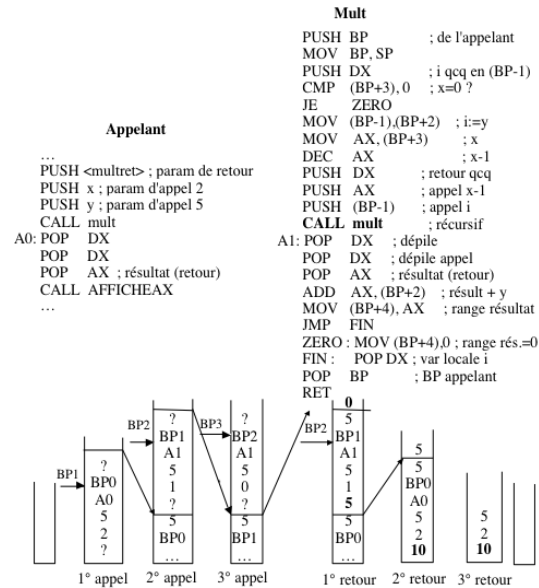 Mult
PUSH BP ; de l'appelant
MOV BP, SP
PUSH DX ; i qcq en (BP-1)
CMP (BP+3), 0 ; x=0 ?
JE ZERO
MOV (BP-1),(BP+2) ; i:=y
MOV AX, (BP+3) ; x
DEC AX ; x-1
PUSH DX ; retour qcq
PUSH AX ; appel x-1
PUSH (BP-1) ; appel i
CALL mult ; récursif
A1: POP DX ; dépile
POP DX ; dépile appel
POP AX ; résultat (retour)
ADD AX, (BP+2) ; résult + y
MOV (BP+4), AX ; range résultat
JMP FIN
ZERO : MOV (BP+4),0 ; range rés.=0
FIN : POP DX ; var locale i
POP BP ; BP appelant
RET
Appelant
…
PUSH <multret> ; param de retour
PUSH x ; param d'appel 2
PUSH y ; param d'appel 5
CALL mult
A0: POP DX
POP DX
POP AX ; résultat (retour)
CALL AFFICHEAX
…
BP1
?
BP0
A0
5
2
?
1° appel
BP2
?
BP1
A1
5
1
?
5
BP0
…
2° appel
BP3
?
BP2
A1
5
0
?
5
BP1
…
3° appel
BP2
0
5
BP1
A1
5
1
5
5
BP0
…
1° retour
5
5
BP0
A0
5
2
10
2° retour
5
2
10
3° retour